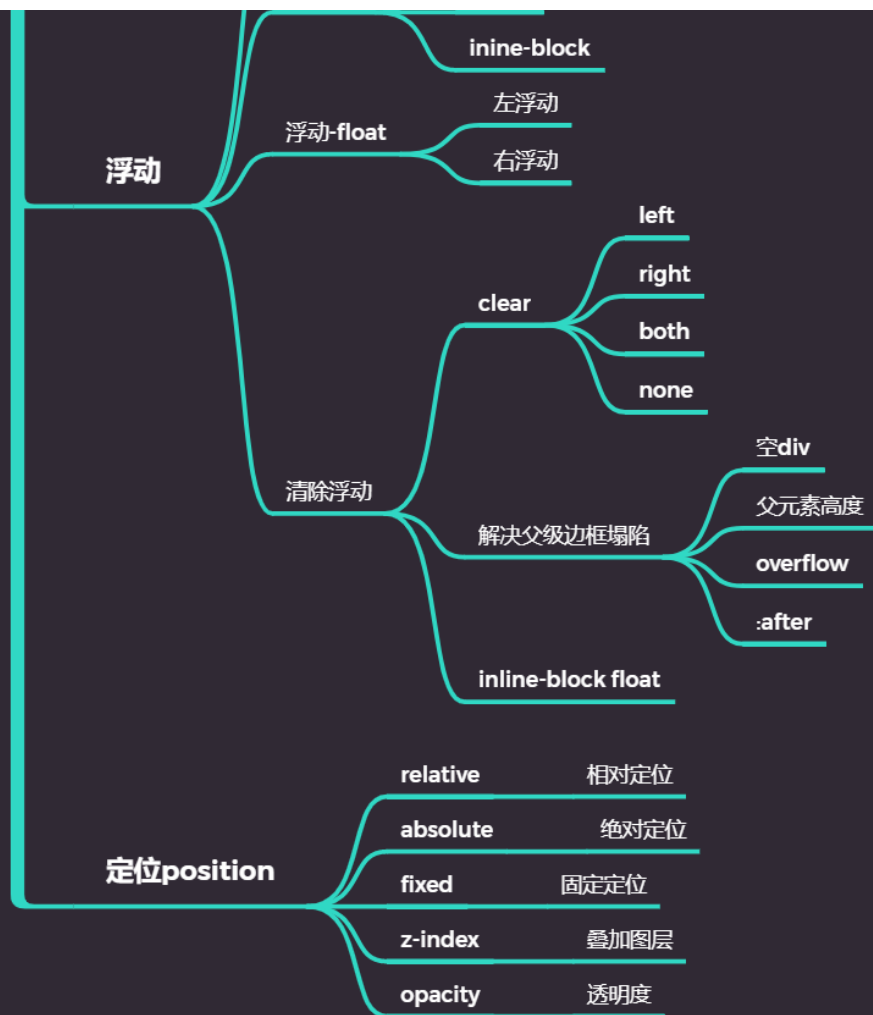 inine-block
浮动
浮动-float
左浮动
右浮动
清除浮动
clear
left
right
both
none
解决父级边框塌陷
空div
父元素高度
overflow
:after
inline-block float
定位position
relative 相对定位
absolute 绝对定位
fixed 固定定位
z-index 叠加图层
opacity 透明度